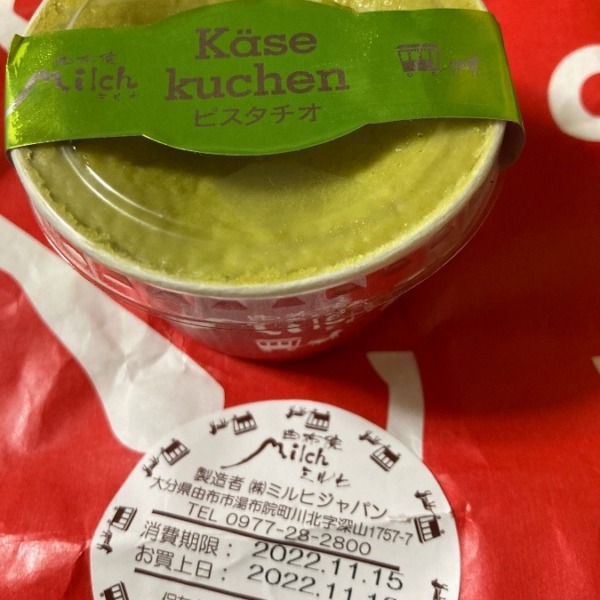 由布院
Milch
ミルヒ
Käse
kuchen
ピスタチオ
由布院
Milch
ミルヒ
製造者 ㈱ミルヒジャパン
大分県由布市湯布院町川北字深山1757-7
TEL 0977-28-2800
消費期限： 2022.11.15
お買上日： 2022.11.1